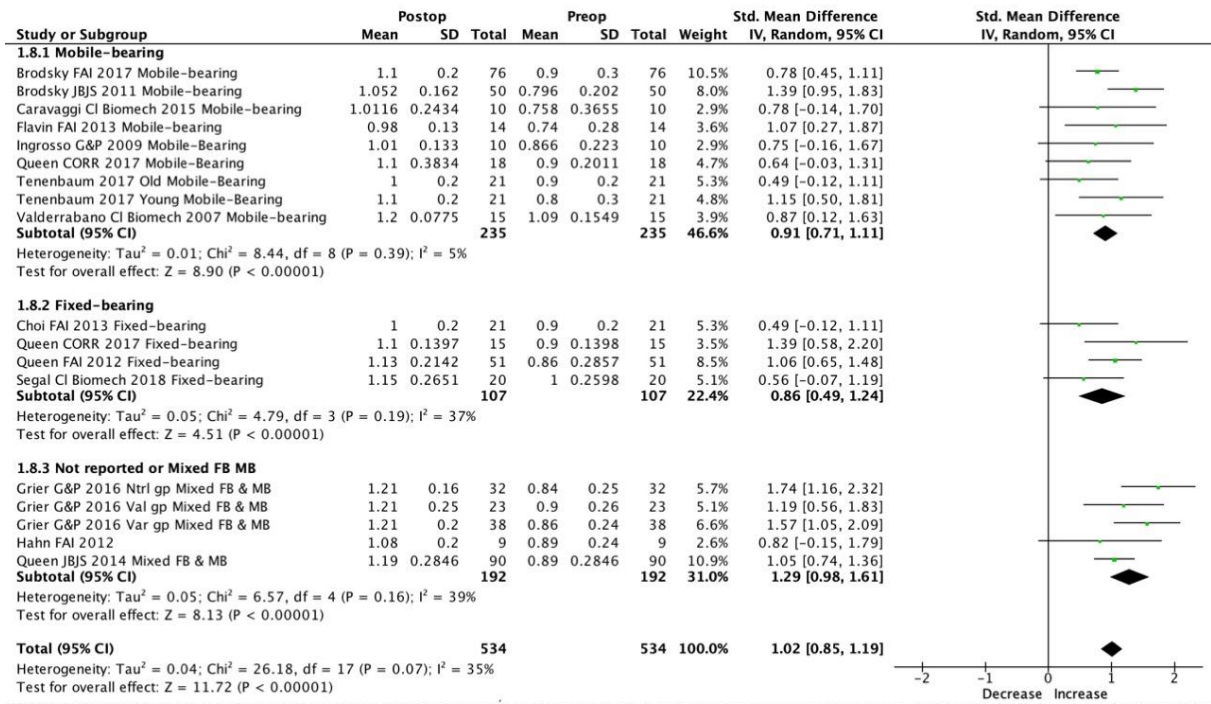 Postop Preop Std. Mean Difference Std. Mean Difference
Study or Subgroup Mean SD Total Mean SD Total Weight IV, Random, 95% CI IV, Random, 95% CI
1.8.1 Mobile-bearing
Brodsky FAI 2017 Mobile-bearing 1.1 0.2 76 0.9 0.3 76 10.5% 0.78 [0.45, 1.11]
Brodsky JBJS 2011 Mobile-bearing 1.052 0.162 50 0.796 0.202 50 8.0% 1.39 [0.95, 1.83]
Caravaggi Cl Biomech 2015 Mobile-bearing 1.0116 0.2434 10 0.758 0.3655 10 2.9% 0.78 [-0.14, 1.70]
Flavin FAI 2013 Mobile-bearing 0.98 0.13 14 0.74 0.28 14 3.6% 1.07 [0.27, 1.87]
Ingrosso G&P 2009 Mobile-Bearing 1.01 0.133 10 0.866 0.223 10 2.9% 0.75 [-0.16, 1.67]
Queen CORR 2017 Mobile-Bearing 1.1 0.3834 18 0.9 0.2011 18 4.7% 0.64 [-0.03, 1.31]
Tenenbaum 2017 Old Mobile-Bearing 1 0.2 21 0.9 0.2 21 5.3% 0.49 [-0.12, 1.11]
Tenenbaum 2017 Young Mobile-Bearing 1.1 0.2 21 0.8 0.3 21 4.8% 1.15 [0.50, 1.81]
Valderrabano Cl Biomech 2007 Mobile-bearing 1.2 0.0775 15 1.09 0.1549 15 3.9% 0.87 [0.12, 1.63]
Subtotal (95% CI) 235 235 46.6% 0.91 [0.71, 1.11]
Heterogeneity: Tau² = 0.01; Chi² = 8.44, df = 8 (P = 0.39); I² = 5%
Test for overall effect: Z = 8.90 (P < 0.00001)
1.8.2 Fixed-bearing
Choi FAI 2013 Fixed-bearing 1 0.2 21 0.9 0.2 21 5.3% 0.49 [-0.12, 1.11]
Queen CORR 2017 Fixed-bearing 1.1 0.1397 15 0.9 0.1398 15 3.5% 1.39 [0.58, 2.20]
Queen FAI 2012 Fixed-bearing 1.13 0.2142 51 0.86 0.2857 51 8.5% 1.06 [0.65, 1.48]
Segal Cl Biomech 2018 Fixed-bearing 1.15 0.2651 20 1 0.2598 20 5.1% 0.56 [-0.07, 1.19]
Subtotal (95% CI) 107 107 22.4% 0.86 [0.49, 1.24]
Heterogeneity: Tau² = 0.05; Chi² = 4.79, df = 3 (P = 0.19); I² = 37%
Test for overall effect: Z = 4.51 (P < 0.00001)
1.8.3 Not reported or Mixed FB MB
Grier G&P 2016 Ntrl gp Mixed FB & MB 1.21 0.16 32 0.84 0.25 32 5.7% 1.74 [1.16, 2.32]
Grier G&P 2016 Val gp Mixed FB & MB 1.21 0.25 23 0.9 0.26 23 5.1% 1.19 [0.56, 1.83]
Grier G&P 2016 Var gp Mixed FB & MB 1.21 0.2 38 0.86 0.24 38 6.6% 1.57 [1.05, 2.09]
Hahn FAI 2012 1.08 0.2 9 0.89 0.24 9 2.6% 0.82 [-0.15, 1.79]
Queen JBJS 2014 Mixed FB & MB 1.19 0.2846 90 0.89 0.2846 90 10.9% 1.05 [0.74, 1.36]
Subtotal (95% CI) 192 192 31.0% 1.29 [0.98, 1.61]
Heterogeneity: Tau² = 0.05; Chi² = 6.57, df = 4 (P = 0.16); I² = 39%
Test for overall effect: Z = 8.13 (P < 0.00001)
Total (95% CI) 534 534 100.0% 1.02 [0.85, 1.19]
Heterogeneity: Tau² = 0.04; Chi² = 26.18, df = 17 (P = 0.07); I² = 35%
Test for overall effect: Z = 11.72 (P < 0.00001)
-2 -1 0 1 2
Decrease Increase